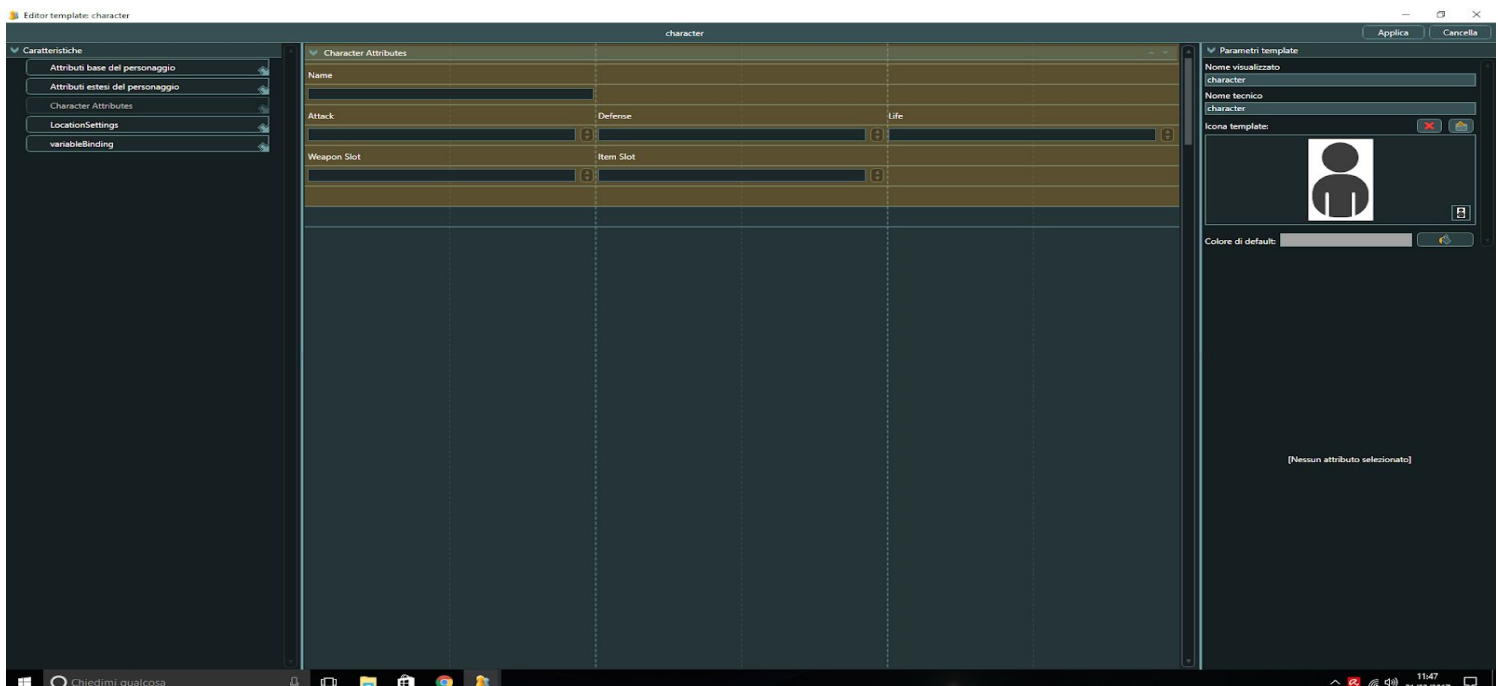 Editor template: character
character
Applica
Cancella
Caratteristiche
Attributi base del personaggio
Attributi estesi del personaggio
Character Attributes
LocationSettings
variableBinding
Character Attributes
Name
Attack
Defense
Life
Weapon Slot
Item Slot
Parametri template
Nome visualizzato
character
Nome tecnico
character
Icona template:
Colore di default:
[Nessun attributo selezionato]
Chiedimi qualcosa
11:47